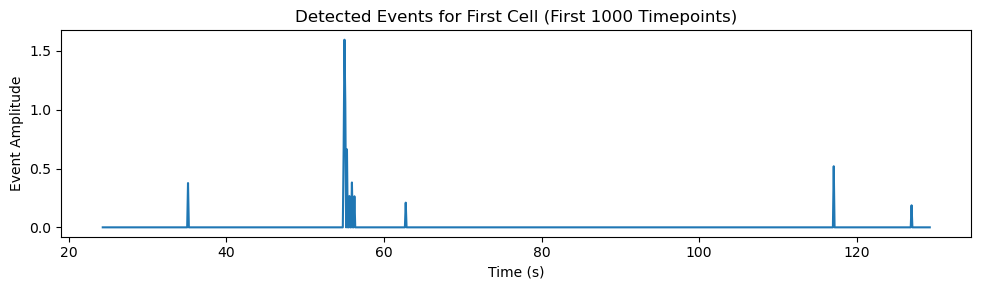 Detected Events for First Cell (First 1000 Timepoints)
Event Amplitude
1.5
1.0
0.5
0.0
20 40 60 80 100 120
Time (s)